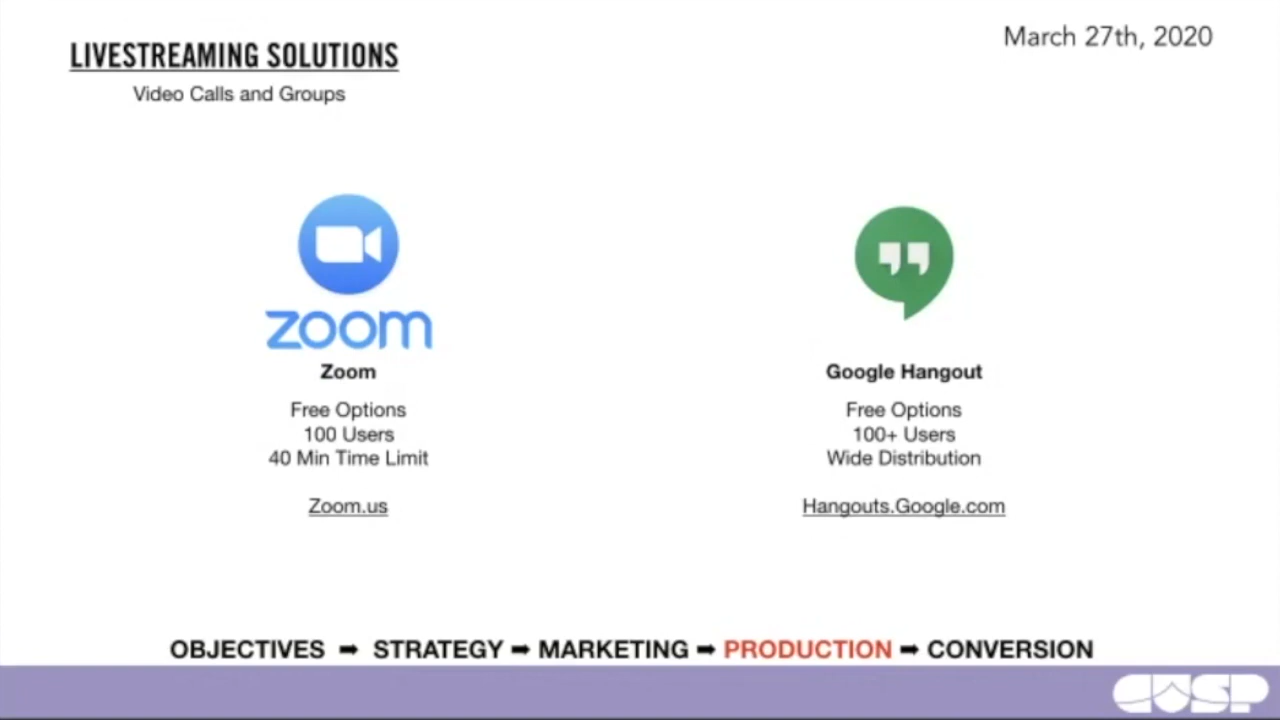 LIVESTREAMING SOLUTIONS
March 27th, 2020
Video Calls and Groups
zoom
Zoom
Free Options
100 Users
40 Min Time Limit
Zoom.us
Google Hangout
Free Options
100+ Users
Wide Distribution
Hangouts.Google.com
OBJECTIVES ➡ STRATEGY ➡ MARKETING ➡ PRODUCTION ➡ CONVERSION
CUSP